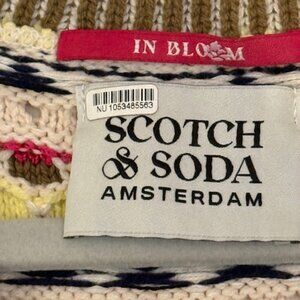 IN BLOOM
NU 1053485563
SCOTCH
& SODA
AMSTERDAM